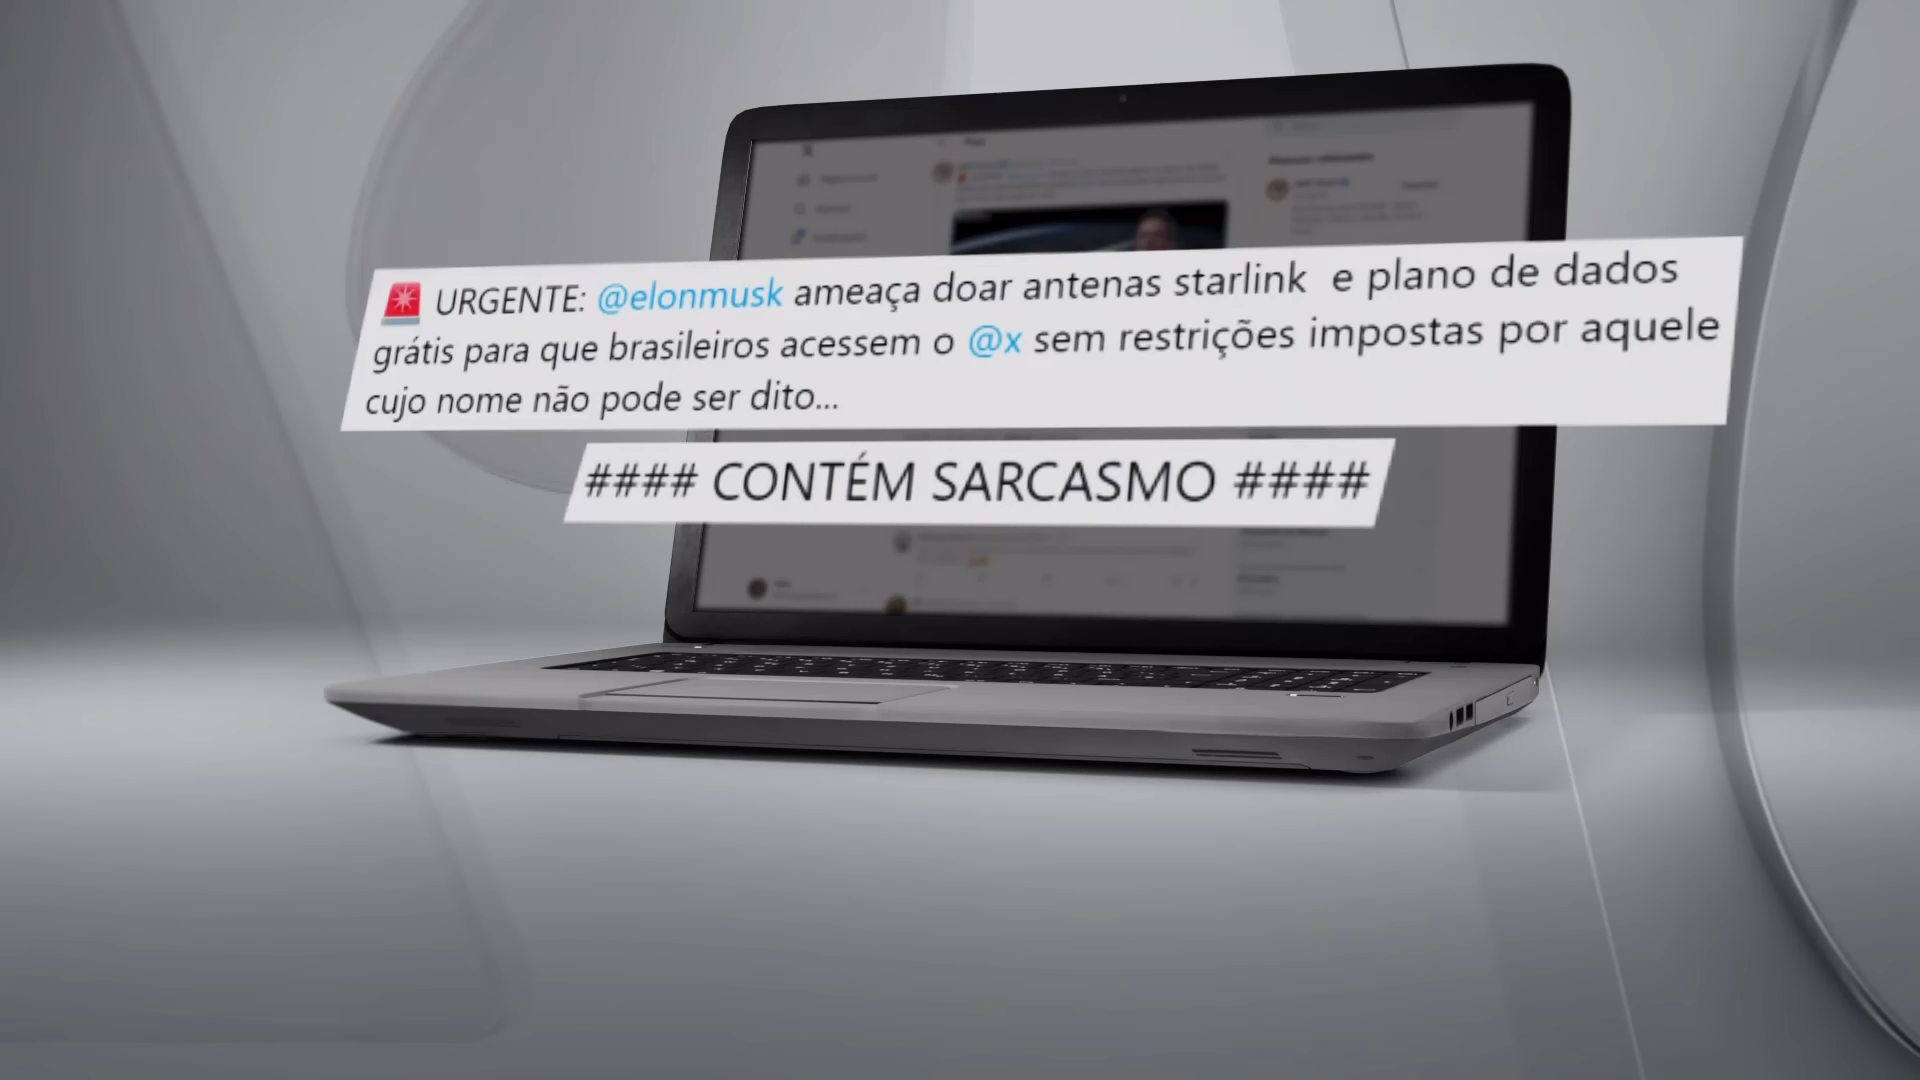 🚨 URGENTE: @elonmusk ameaça doar antenas starlink e plano de dados
grátis para que brasileiros acessem o @x sem restrições impostas por aquele
cujo nome não pode ser dito...
#### CONTÉM SARCASMO ####